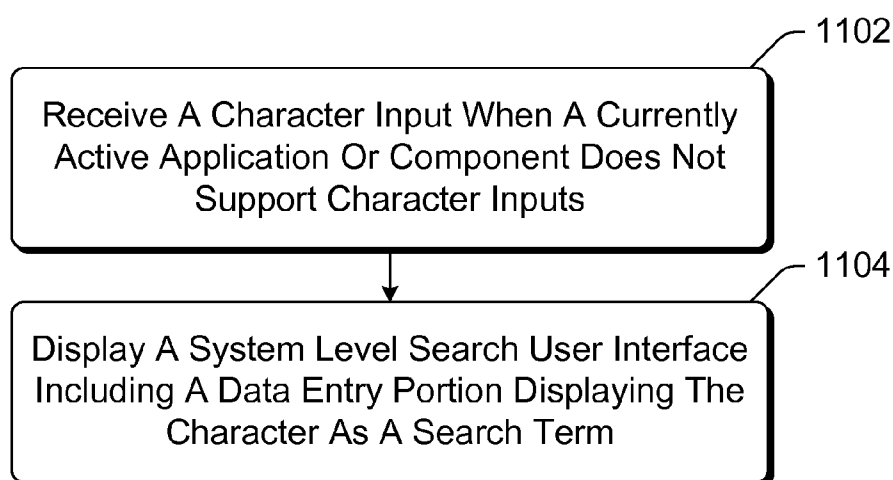 1102
Receive A Character Input When A Currently
Active Application Or Component Does Not
Support Character Inputs
1104
Display A System Level Search User Interface
Including A Data Entry Portion Displaying The
Character As A Search Term